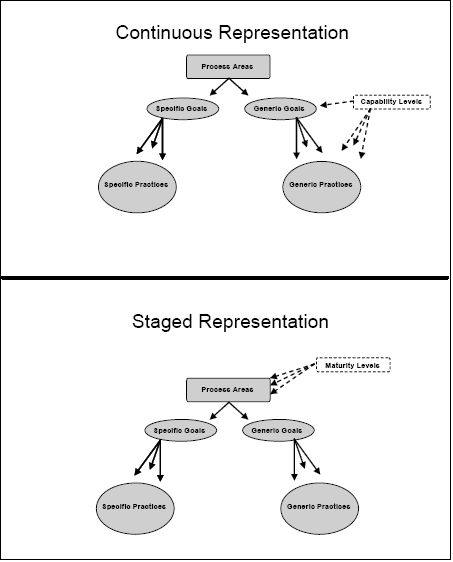 Continuous Representation
Process Areas
Specific Goals
Generic Goals
Capability Levels
Specific Practices
Generic Practices
Staged Representation
Maturity Levels
Process Areas
Specific Goals
Generic Goals
Specific Practices
Generic Practices